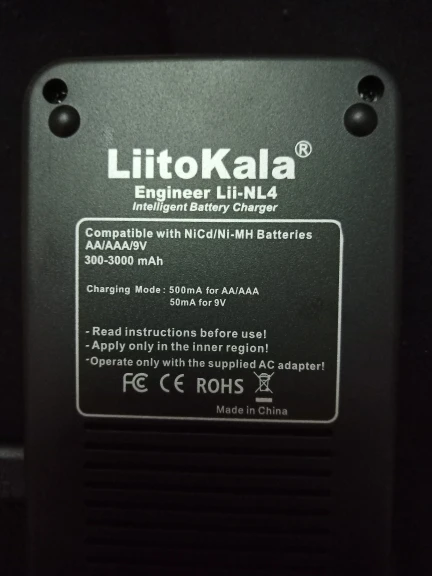 LiitoKala®
Engineer Lii-NL4
Intelligent Battery Charger
Compatible with NiCd/Ni-MH Batteries
AA/AAA/9V
300-3000 mAh
Charging Mode : 500mA for AA/AAA
50mA for 9V
- Read instructions before use!
- Apply only in the inner region!
-Operate only with the supplied AC adapter!
FC CE ROHS
Made in China